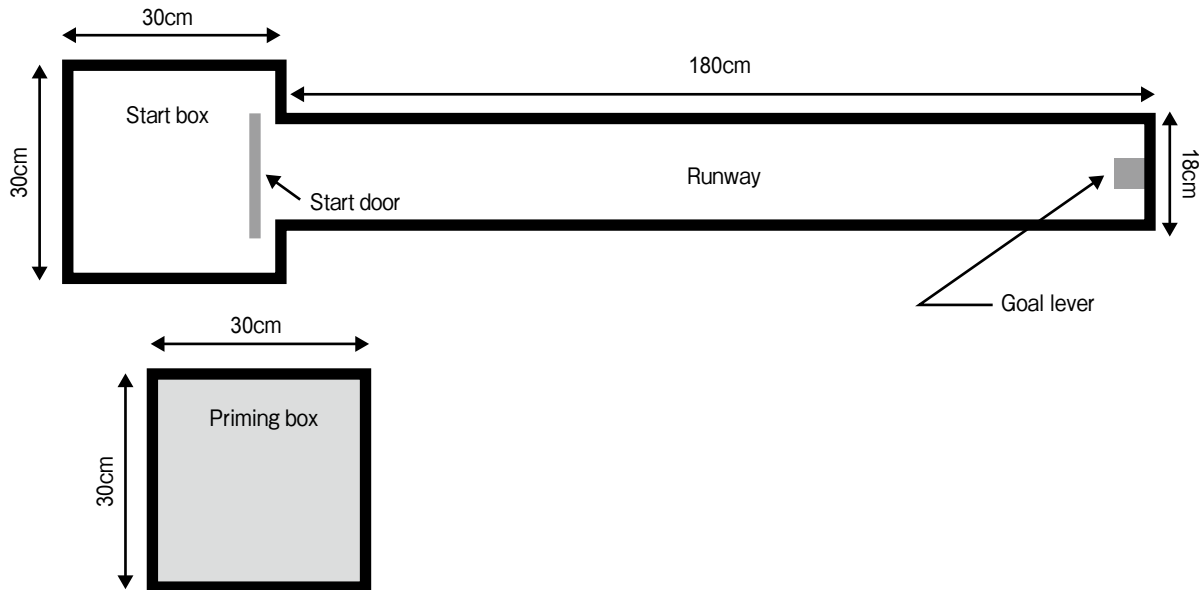 30cm
180cm
Start box
30cm
Runway
18cm
Start door
Goal lever
30cm
Priming box
30cm